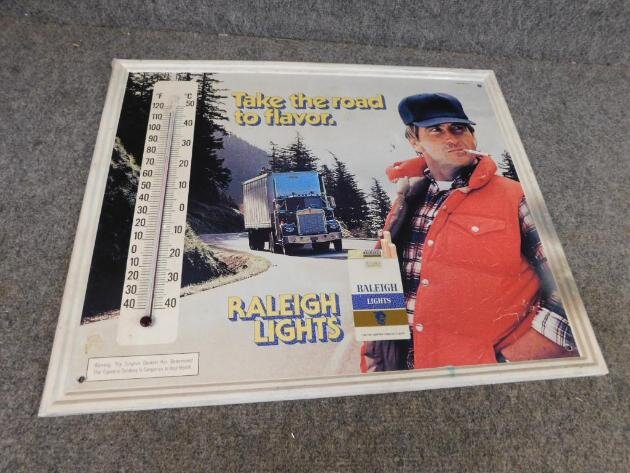 °F °C
120 50
110
100 40
90
80 30
70 20
60
50 10
40
30 0
20
10 10
0 20
10
20 30
30
40 40
Take the road
to flavor.
RALEIGH
LIGHTS
RALEIGH
LIGHTS
Warning: The Surgeon General Has Determined
That Cigarette Smoking Is Dangerous to Your Health.